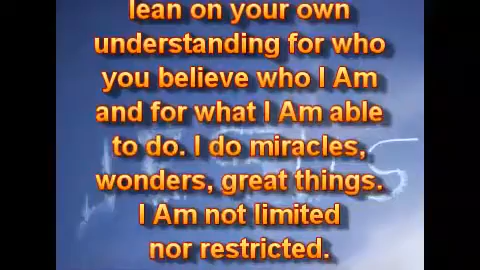 lean on your own
understanding for who
you believe who I Am
and for what I Am able
to do. I do miracles,
wonders, great things.
I Am not limited
nor restricted.